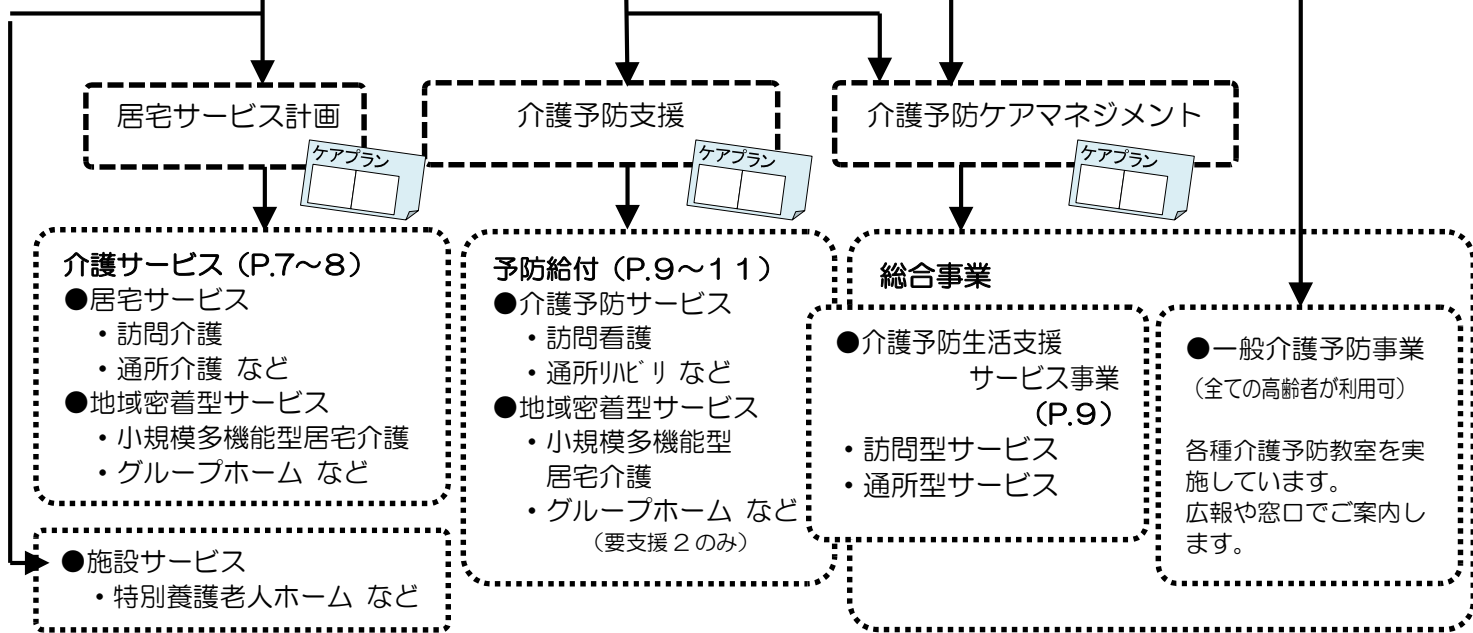 居宅サービス計画
ケアプラン
介護予防支援
ケアプラン
介護予防ケアマネジメント
ケアプラン
介護サービス（P.7～8）
●居宅サービス
・訪問介護
・通所介護 など
●地域密着型サービス
・小規模多機能型居宅介護
・グループホーム など
●施設サービス
・特別養護老人ホーム など
予防給付（P.9～11）
●介護予防サービス
・訪問看護
・通所ﾘﾊﾋﾞﾘ など
●地域密着型サービス
・小規模多機能型
居宅介護
・グループホーム など
（要支援２のみ）
総合事業
●介護予防生活支援
サービス事業
（P.9）
・訪問型サービス
・通所型サービス
●一般介護予防事業
（全ての高齢者が利用可）
各種介護予防教室を実
施しています。
広報や窓口でご案内し
ます。